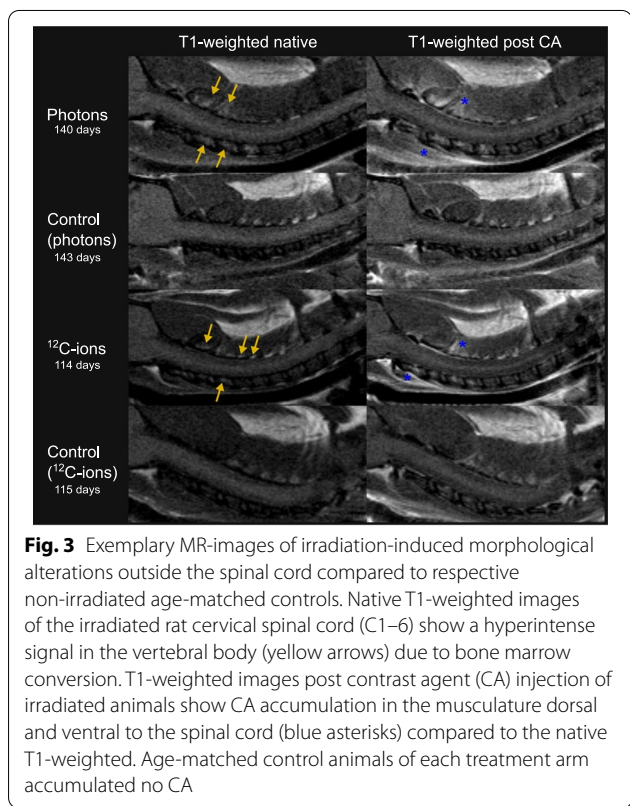 T1-weighted native
T1-weighted post CA
Photons
140 days
Control
(photons)
143 days
¹²C-ions
114 days
Control
(¹²C-ions)
115 days
Fig. 3 Exemplary MR-images of irradiation-induced morphological
alterations outside the spinal cord compared to respective
non-irradiated age-matched controls. Native T1-weighted images
of the irradiated rat cervical spinal cord (C1–6) show a hyperintense
signal in the vertebral body (yellow arrows) due to bone marrow
conversion. T1-weighted images post contrast agent (CA) injection of
irradiated animals show CA accumulation in the musculature dorsal
and ventral to the spinal cord (blue asterisks) compared to the native
T1-weighted. Age-matched control animals of each treatment arm
accumulated no CA